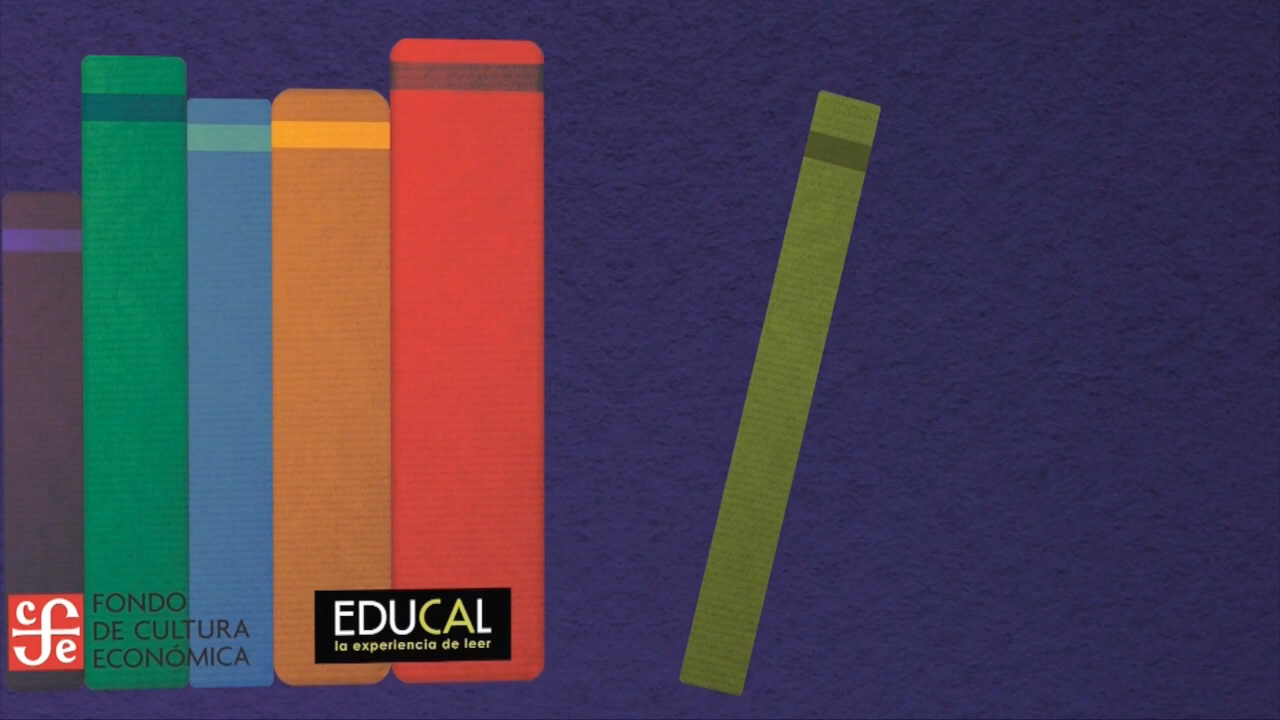 cfe
FONDO
DE CULTURA
ECONÓMICA
EDUCAL
la experiencia de leer